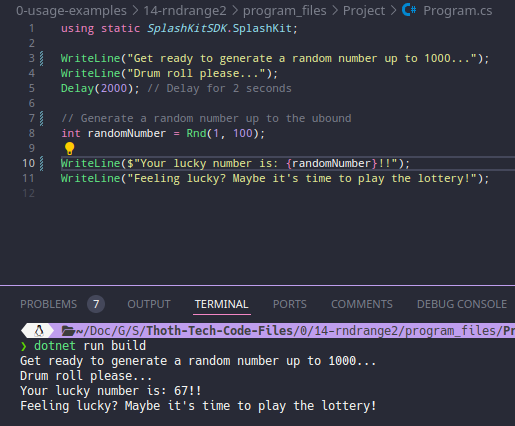 0-usage-examples > 14-rndrange2 > program_files > Project > C# Program.cs
1 using static SplashKitSDK.SplashKit;
2
3 WriteLine("Get ready to generate a random number up to 1000...");
4 WriteLine("Drum roll please...");
5 Delay(2000); // Delay for 2 seconds
6
7 // Generate a random number up to the ubound
8 int randomNumber = Rnd(1, 100);
9
10 WriteLine($"Your lucky number is: {randomNumber}!!");
11 WriteLine("Feeling lucky? Maybe it's time to play the lottery!");
12
PROBLEMS 7 OUTPUT TERMINAL PORTS COMMENTS DEBUG CONSOLE
~/Doc/G/S/Thoth-Tech-Code-Files/0/14-rndrange2/program_files/Pr
❯ dotnet run build
Get ready to generate a random number up to 1000...
Drum roll please...
Your lucky number is: 67!!
Feeling lucky? Maybe it's time to play the lottery!